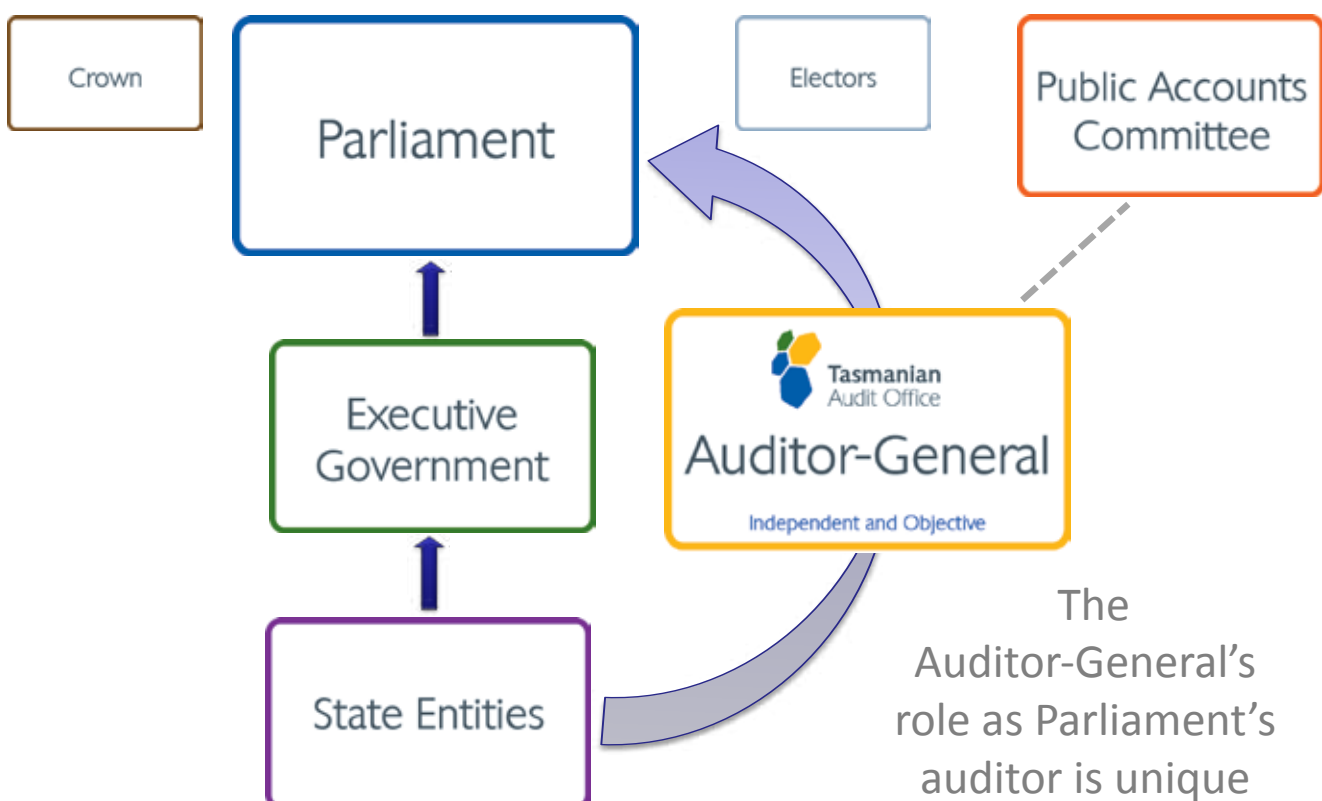 Crown
Parliament
Electors
Public Accounts
Committee
Executive
Government
Tasmanian
Audit Office
Auditor-General
Independent and Objective
State Entities
The
Auditor-General’s
role as Parliament’s
auditor is unique